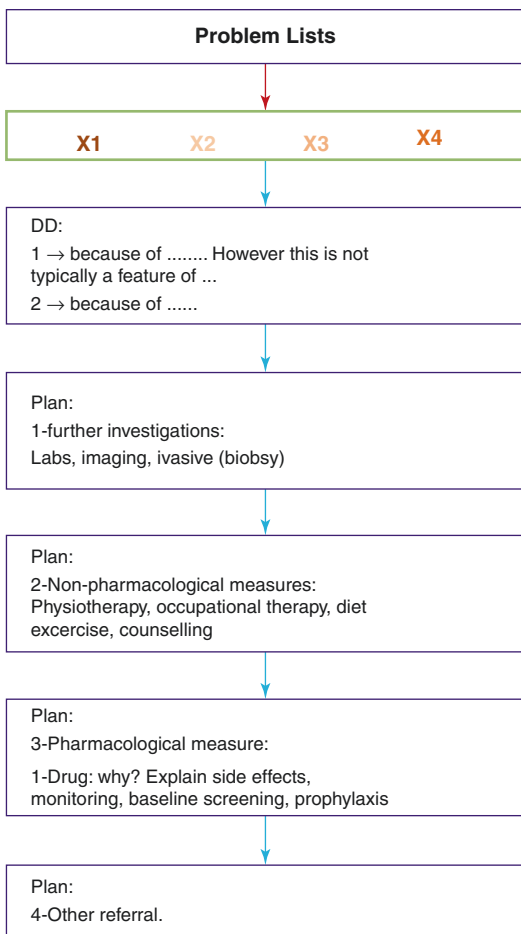 Problem Lists
X1 X2 X3 X4
DD:
1 → because of ........ However this is not
typically a feature of ...
2 → because of ......
Plan:
1-further investigations:
Labs, imaging, ivasive (biobsy)
Plan:
2-Non-pharmacological measures:
Physiotherapy, occupational therapy, diet
excercise, counselling
Plan:
3-Pharmacological measure:
1-Drug: why? Explain side effects,
monitoring, baseline screening, prophylaxis
Plan:
4-Other referral.